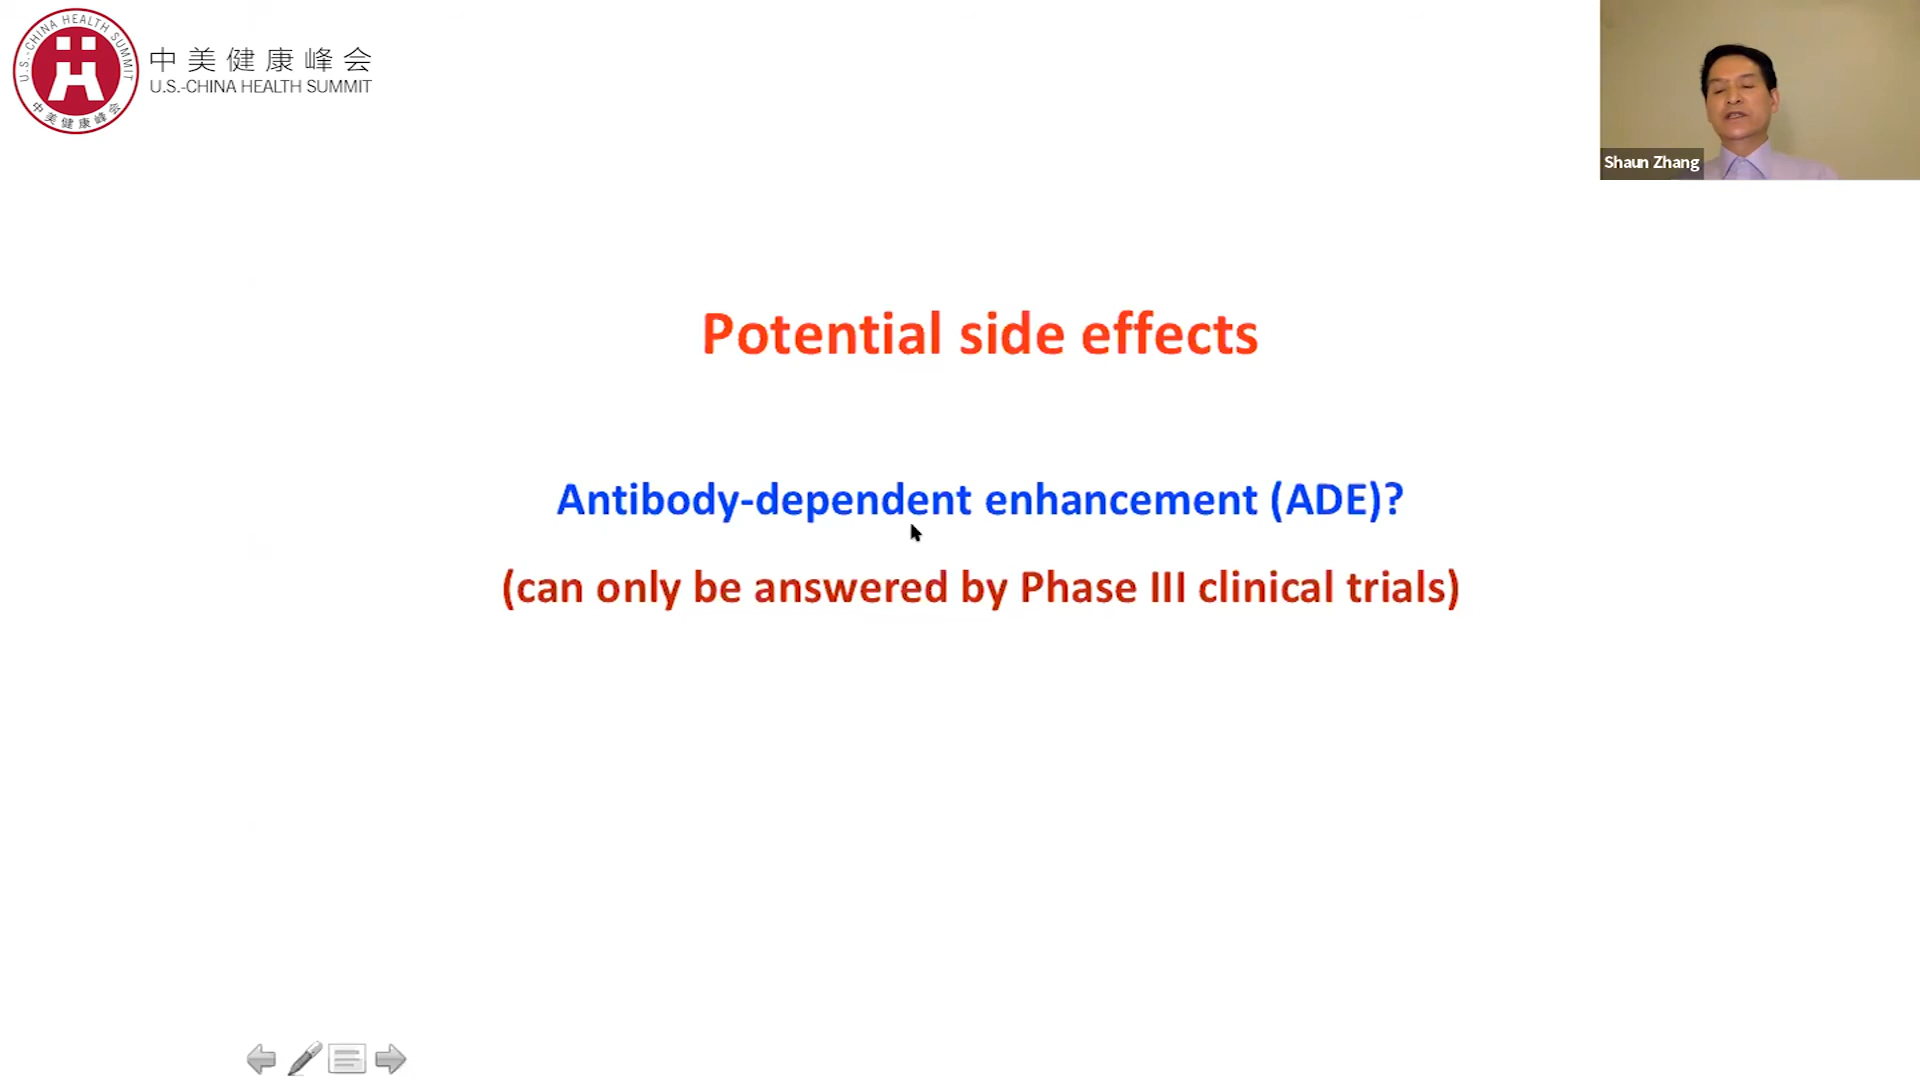 U.S.-CHINA HEALTH SUMMIT
中美健康峰会
中美健康峰会
U.S.-CHINA HEALTH SUMMIT
Shaun Zhang
Potential side effects
Antibody-dependent enhancement (ADE)?
(can only be answered by Phase III clinical trials)